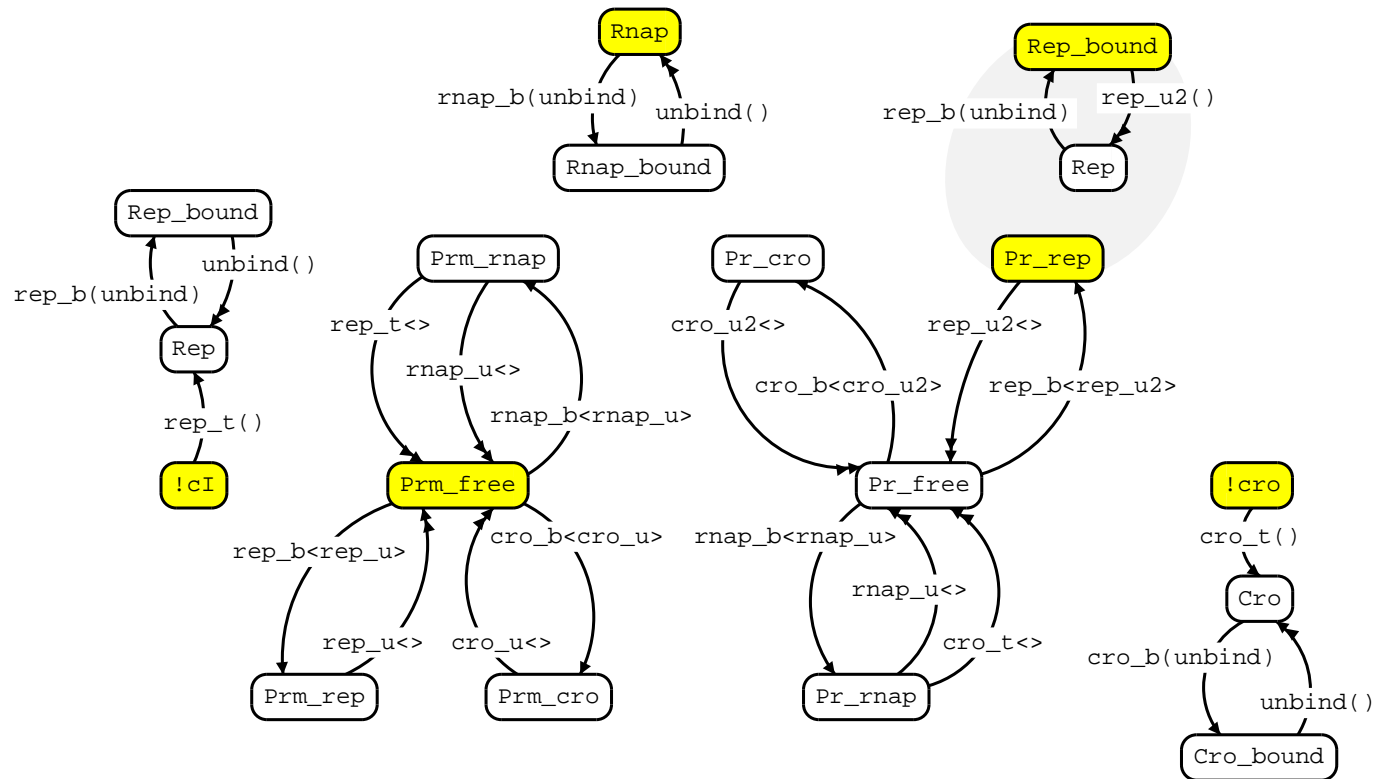 Rnap
Rep_bound
rnap_b(unbind)
unbind()
rep_b(unbind)
rep_u2()
Rnap_bound
Rep
Rep_bound
unbind()
rep_b(unbind)
Rep
rep_t()
!cI
Prm_rnap
rep_t<>
rnap_u<>
rnap_b<rnap_u>
Prm_free
rep_b<rep_u>
cro_b<cro_u>
rep_u<>
cro_u<>
Prm_rep
Prm_cro
Pr_cro
Pr_rep
cro_u2<>
rep_u2<>
cro_b<cro_u2>
rep_b<rep_u2>
Pr_free
rnap_b<rnap_u>
rnap_u<>
cro_t<>
Pr_rnap
!cro
cro_t()
Cro
cro_b(unbind)
unbind()
Cro_bound